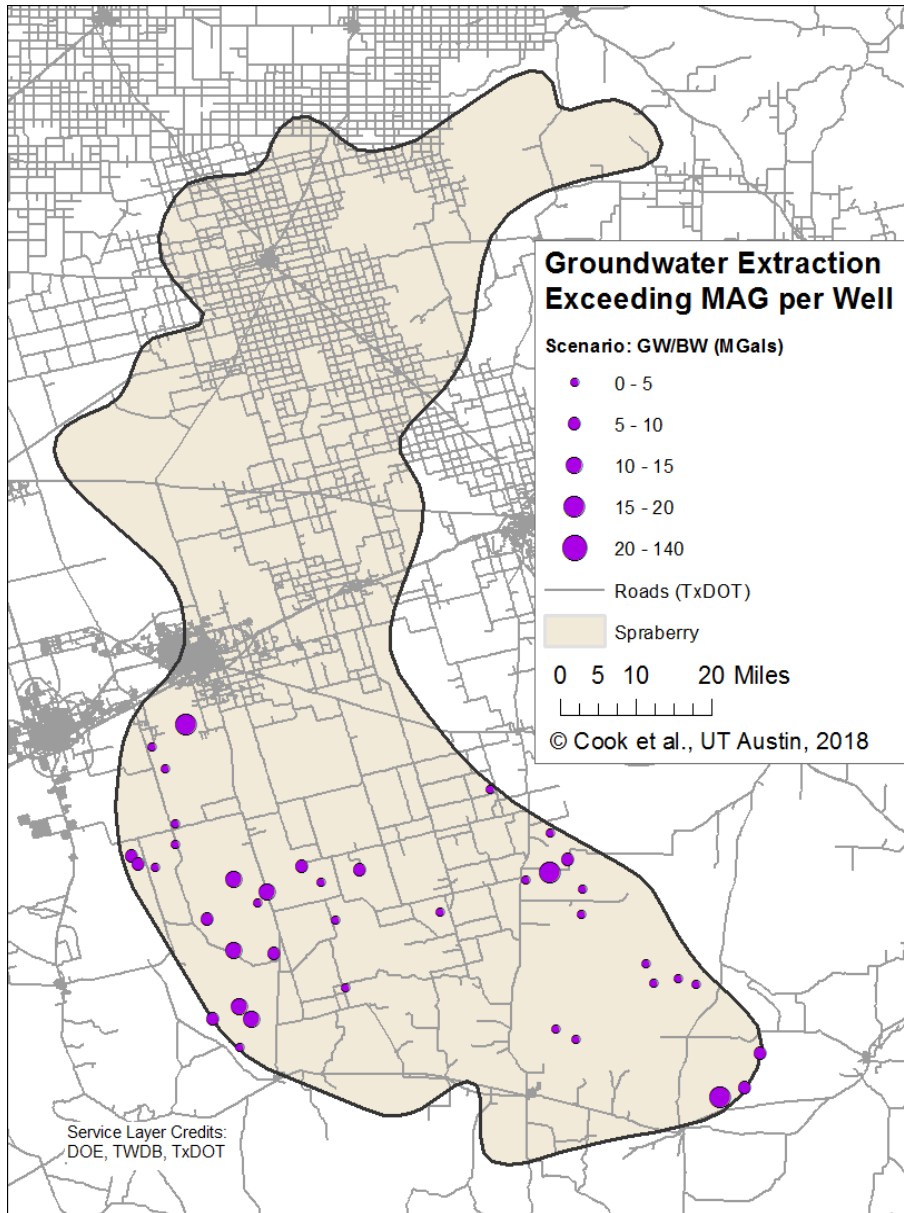 Groundwater Extraction
Exceeding MAG per Well
Scenario: GW/BW (MGals)
0 - 5
5 - 10
10 - 15
15 - 20
20 - 140
Roads (TxDOT)
Spraberry
0 5 10 20 Miles
© Cook et al., UT Austin, 2018
Service Layer Credits:
DOE, TWDB, TxDOT